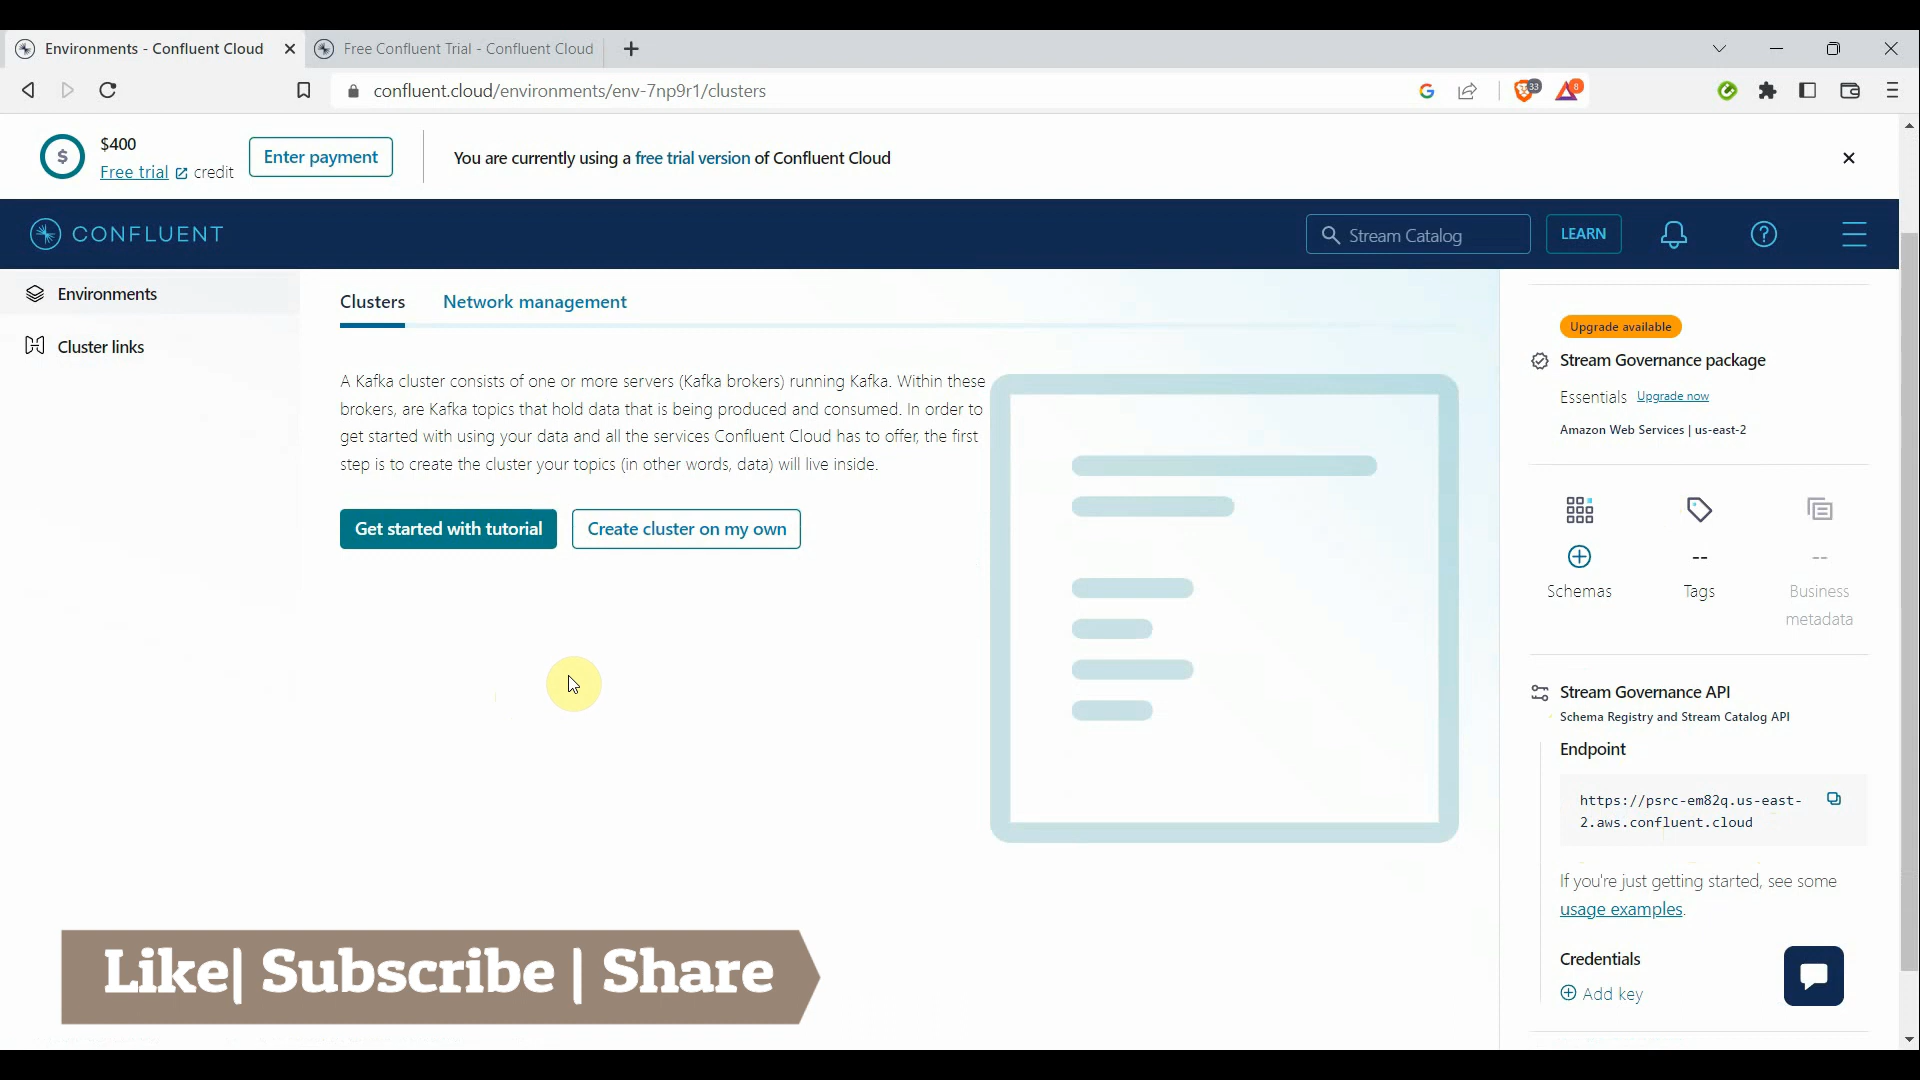 Environments - Confluent Cloud
Free Confluent Trial - Confluent Cloud
confluent.cloud/environments/env-7np9r1/clusters
33
8
$
$400
Free trial credit
Enter payment
You are currently using a free trial version of Confluent Cloud
CONFLUENT
Stream Catalog
LEARN
Environments
Cluster links
Clusters
Network management
A Kafka cluster consists of one or more servers (Kafka brokers) running Kafka. Within these
brokers, are Kafka topics that hold data that is being produced and consumed. In order to
get started with using your data and all the services Confluent Cloud has to offer, the first
step is to create the cluster your topics (in other words, data) will live inside.
Get started with tutorial
Create cluster on my own
Upgrade available
Stream Governance package
Essentials Upgrade now
Amazon Web Services | us-east-2
Schemas
--
Tags
--
Business
metadata
Stream Governance API
Schema Registry and Stream Catalog API
Endpoint
https://psrc-em82q.us-east-
2.aws.confluent.cloud
If you're just getting started, see some
usage examples.
Credentials
Add key
Like| Subscribe | Share